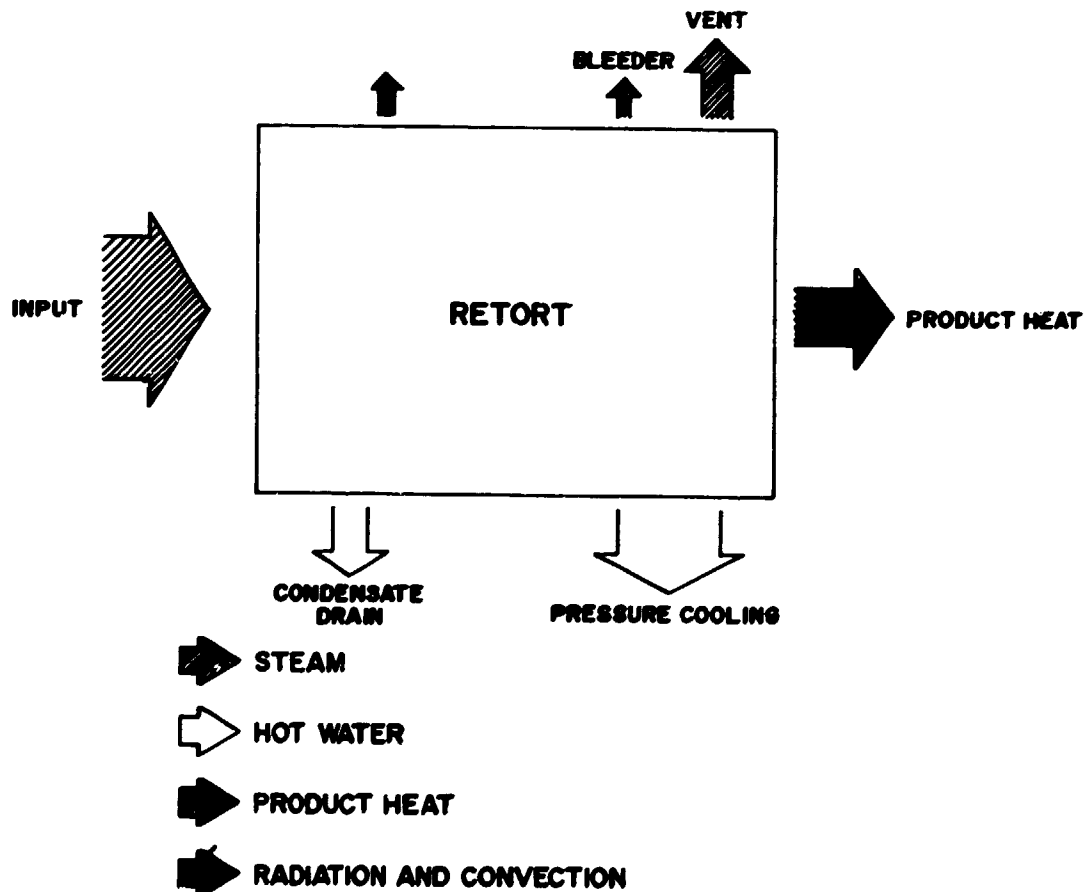 VENT
BLEEDER
INPUT
RETORT
PRODUCT HEAT
CONDENSATE
DRAIN
PRESSURE COOLING
STEAM
HOT WATER
PRODUCT HEAT
RADIATION AND CONVECTION